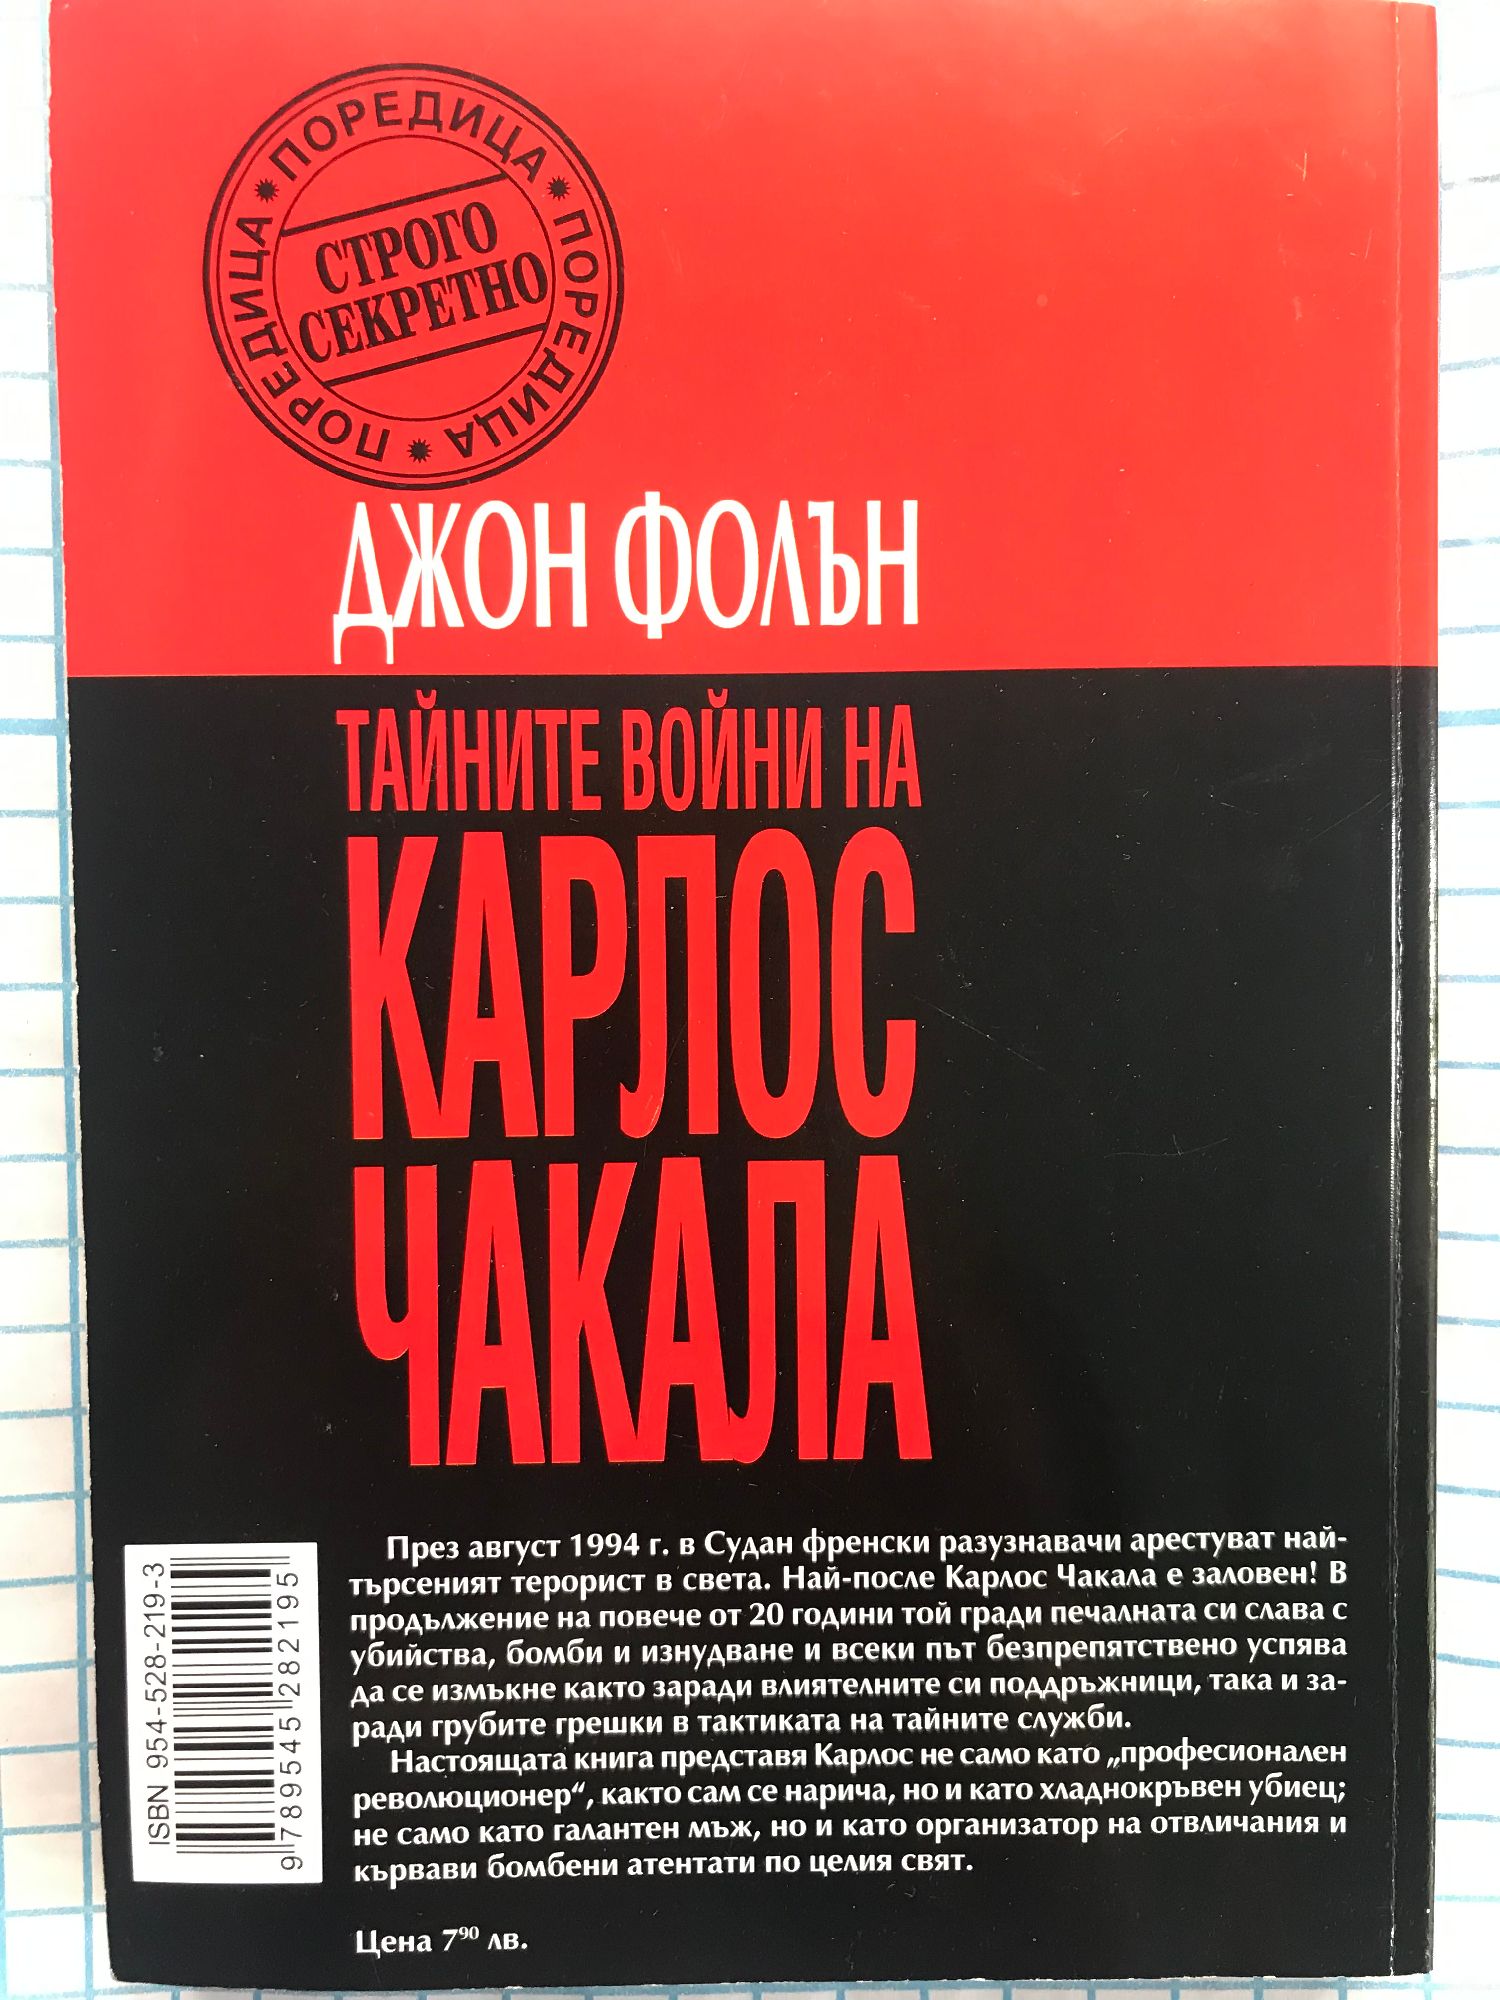 ПОРЕДИЦА * ПОРЕДИЦА * ПОРЕДИЦА *
СТРОГО
СЕКРЕТНО
ДЖОН ФОЛЪН
ТАЙНИТЕ ВОЙНИ НА
КАРЛОС
ЧАКАЛА
През август 1994 г. в Судан френски разузнавачи арестуват най-
търсеният терорист в света. Най-после Карлос Чакала е заловен! В
продължение на повече от 20 години той гради печалната си слава с
убийства, бомби и изнудване и всеки път безпрепятствено успява
да се измъкне както заради влиятелните си поддръжници, така и за-
ради грубите грешки в тактиката на тайните служби.
Настоящата книга представя Карлос не само като „професионален
революционер“, както сам се нарича, но и като хладнокръвен убиец;
не само като галантен мъж, но и като организатор на отвличания и
кървави бомбени атентати по целия свят.
Цена 7⁹⁰ лв.
ISBN 954-528-219-3
9 789545 282195